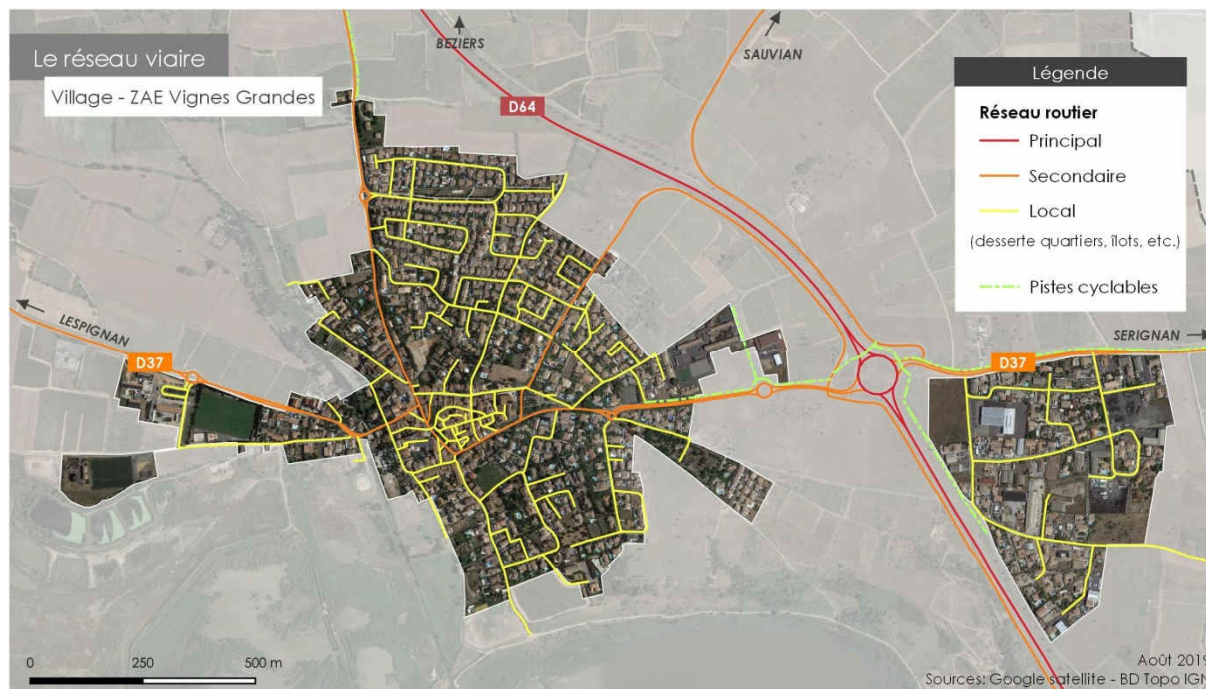 Le réseau viaire
Village - ZAE Vignes Grandes
BEZIERS
SAUVIAN
D64
Légende
Réseau routier
Principal
Secondaire
Local
(desserte quartiers, îlots, etc.)
Pistes cyclables
LESPIGNAN
D37
SERIGNAN
D37
0 250 500 m
Août 2019
Sources: Google satellite - BD Topo IGN